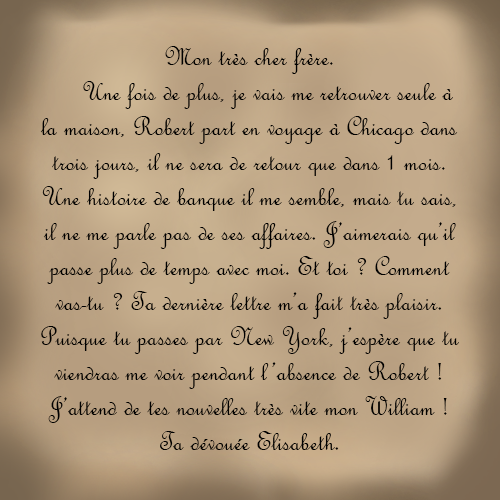 Mon très cher frère.
Une fois de plus, je vais me retrouver seule à
la maison, Robert part en voyage à Chicago dans
trois jours, il ne sera de retour que dans 1 mois.
Une histoire de banque il me semble, mais tu sais,
il ne me parle pas de ses affaires. J'aimerais qu'il
passe plus de temps avec moi. Et toi ? Comment
vas-tu ? Ta dernière lettre m'a fait très plaisir.
Puisque tu passes par New York, j'espère que tu
viendras me voir pendant l'absence de Robert !
J'attend de tes nouvelles très vite mon William !
Ta dévouée Elisabeth.